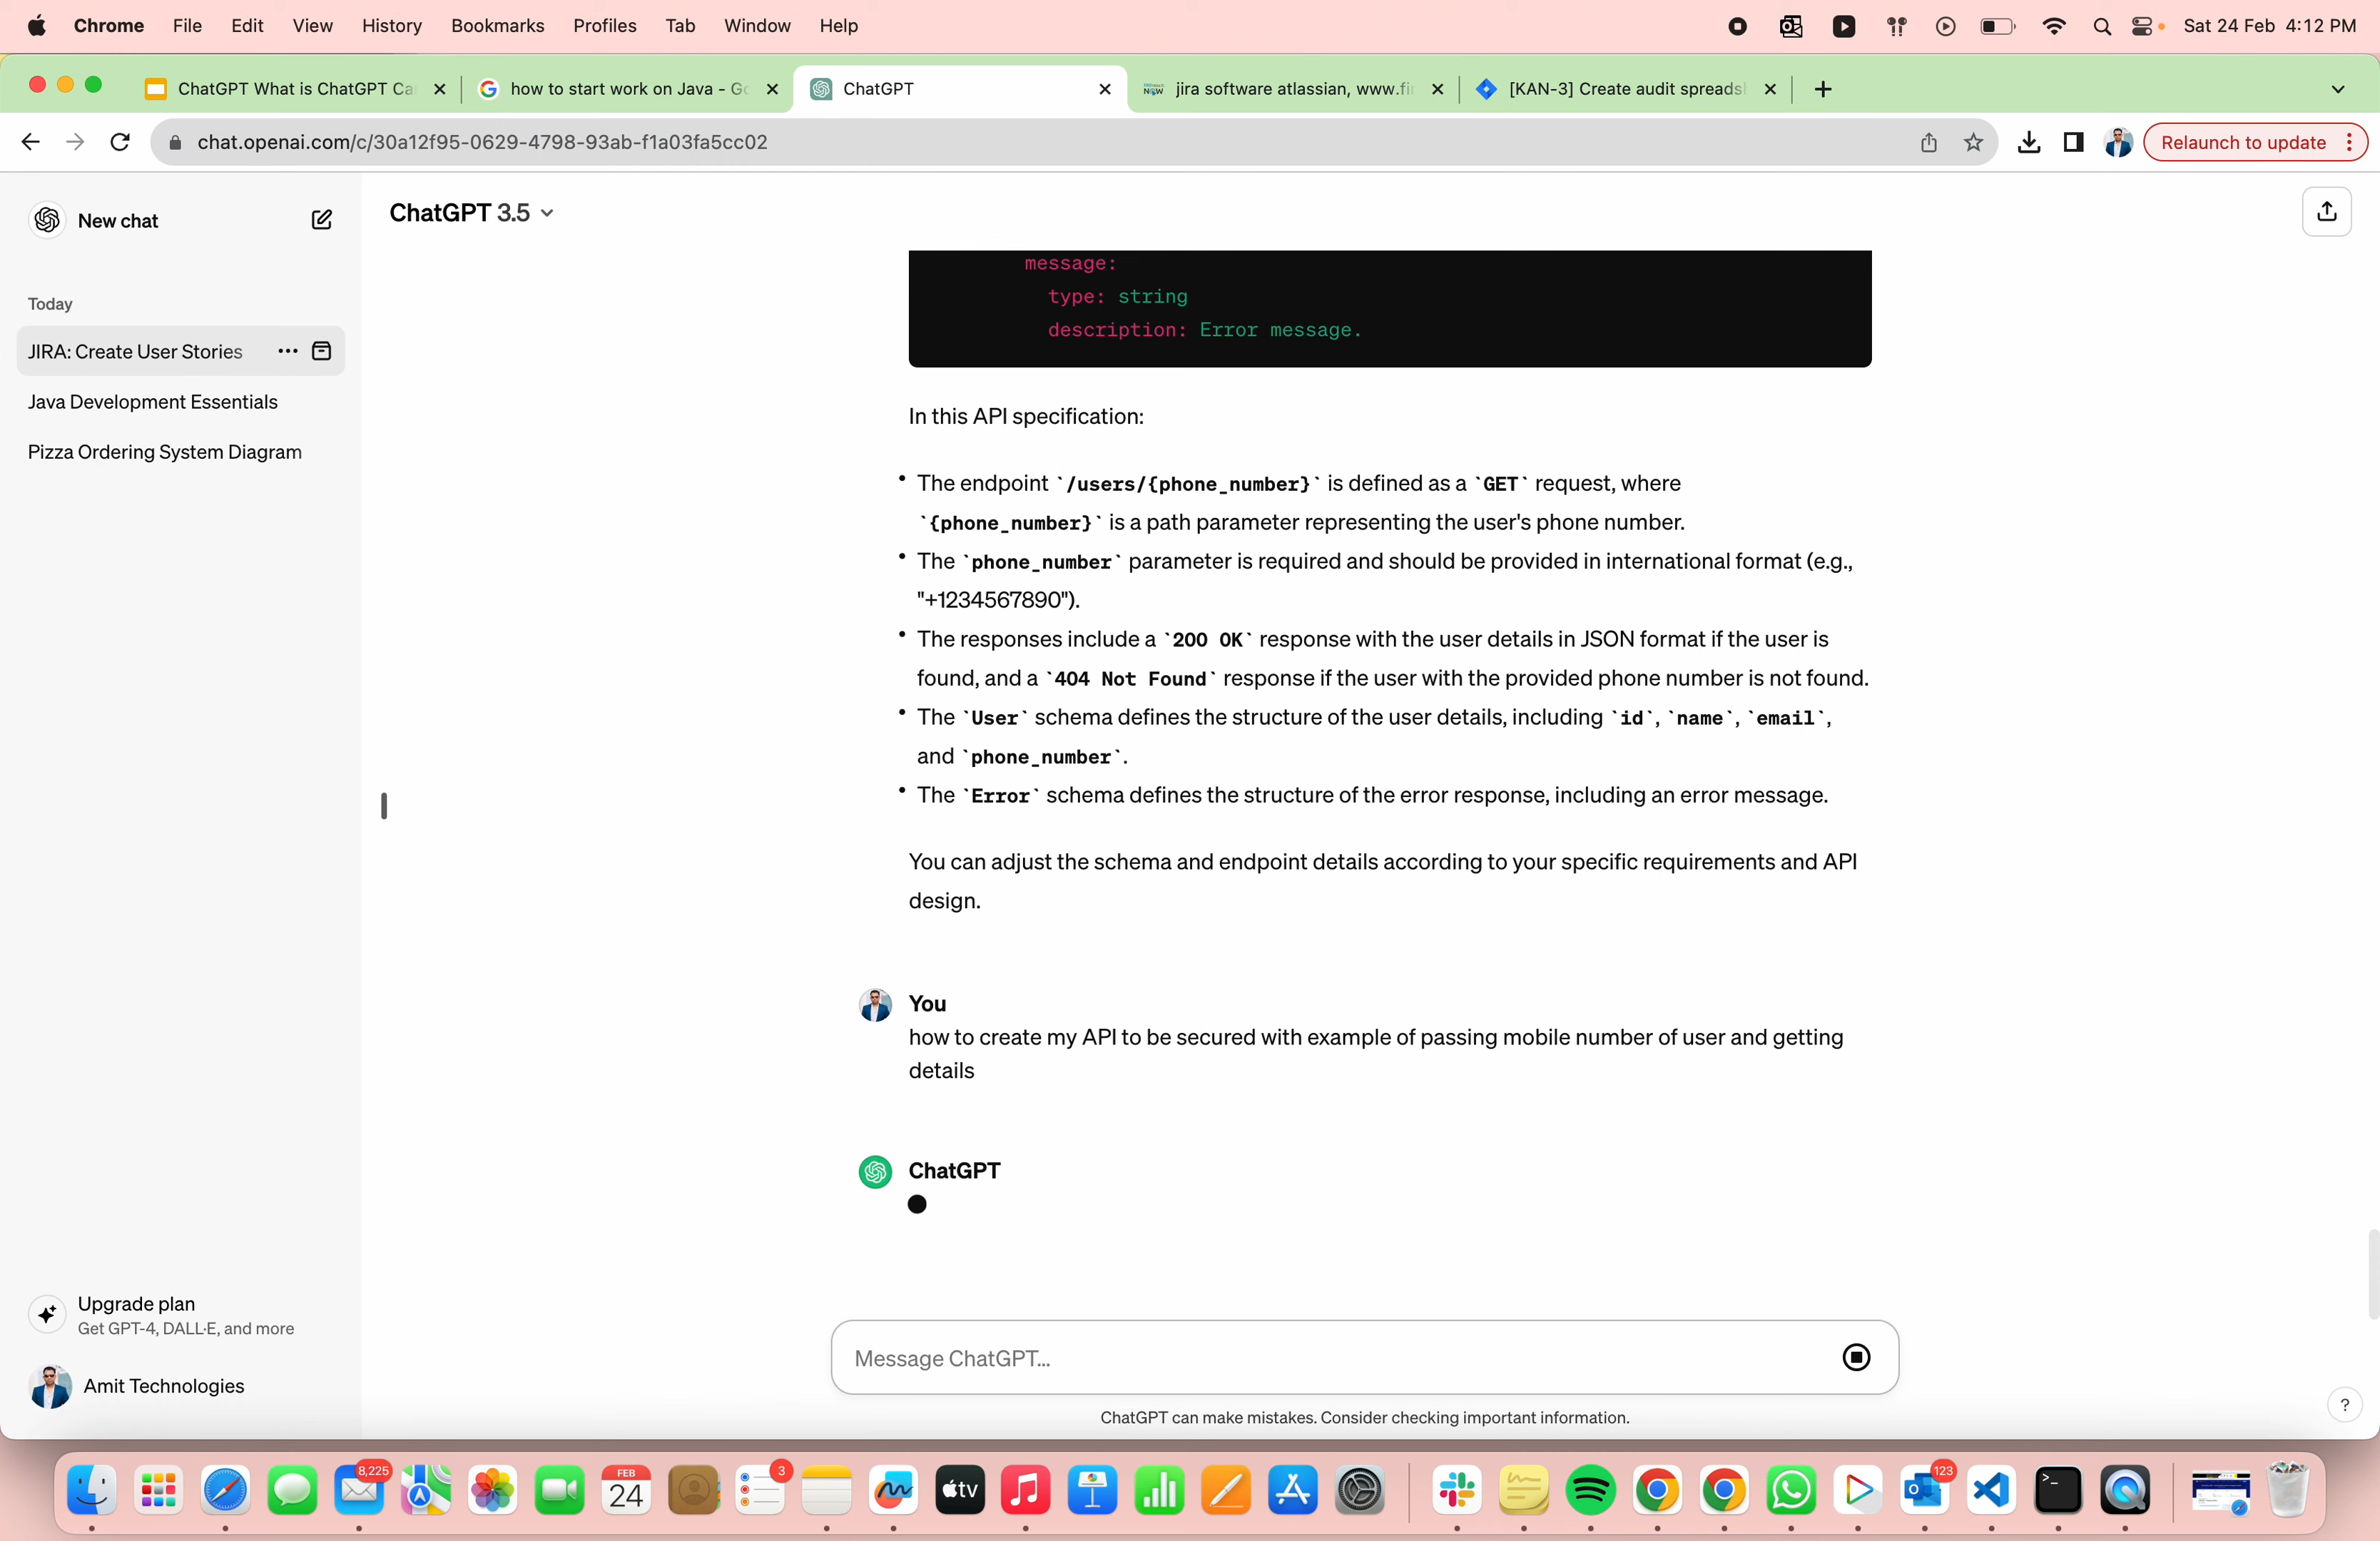 Chrome File Edit View History Bookmarks Profiles Tab Window Help Sat 24 Feb 4:12 PM
ChatGPT What is ChatGPT Ca how to start work on Java - Go ChatGPT jira software atlassian, www.fir [KAN-3] Create audit spreads
chat.openai.com/c/30a12f95-0629-4798-93ab-f1a03fa5cc02 Relaunch to update
New chat
ChatGPT 3.5
Today
JIRA: Create User Stories
Java Development Essentials
Pizza Ordering System Diagram
message:
type: string
description: Error message.
In this API specification:
• The endpoint `/users/{phone_number}` is defined as a `GET` request, where
`{phone_number}` is a path parameter representing the user's phone number.
• The `phone_number` parameter is required and should be provided in international format (e.g.,
"+1234567890").
• The responses include a `200 OK` response with the user details in JSON format if the user is
found, and a `404 Not Found` response if the user with the provided phone number is not found.
• The `User` schema defines the structure of the user details, including `id`, `name`, `email`,
and `phone_number`.
• The `Error` schema defines the structure of the error response, including an error message.
You can adjust the schema and endpoint details according to your specific requirements and API
design.
You
how to create my API to be secured with example of passing mobile number of user and getting
details
ChatGPT
Upgrade plan
Get GPT-4, DALL·E, and more
Amit Technologies
Message ChatGPT...
ChatGPT can make mistakes. Consider checking important information.
?
8,225
FEB
24
3
tv
123